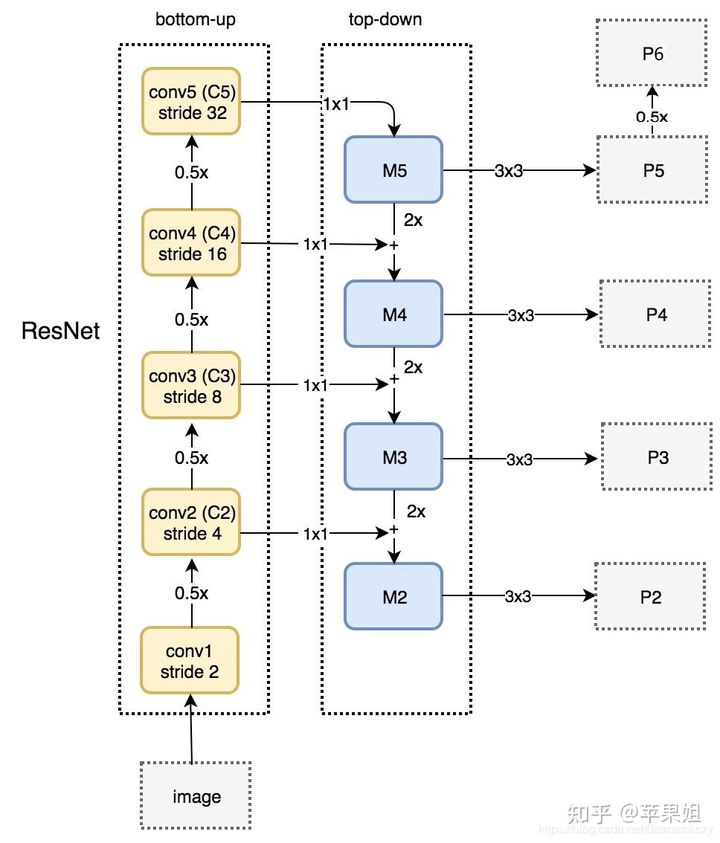 bottom-up
top-down
P6
conv5 (C5)
stride 32
1x1
0.5x
M5
3x3
P5
0.5x
2x
conv4 (C4)
stride 16
1x1
+
M4
3x3
P4
0.5x
ResNet
2x
conv3 (C3)
stride 8
1x1
+
M3
3x3
P3
0.5x
2x
conv2 (C2)
stride 4
1x1
+
M2
3x3
P2
0.5x
conv1
stride 2
image
知乎 @苹果姐
https://blog.csdn.net/Bismarckczy